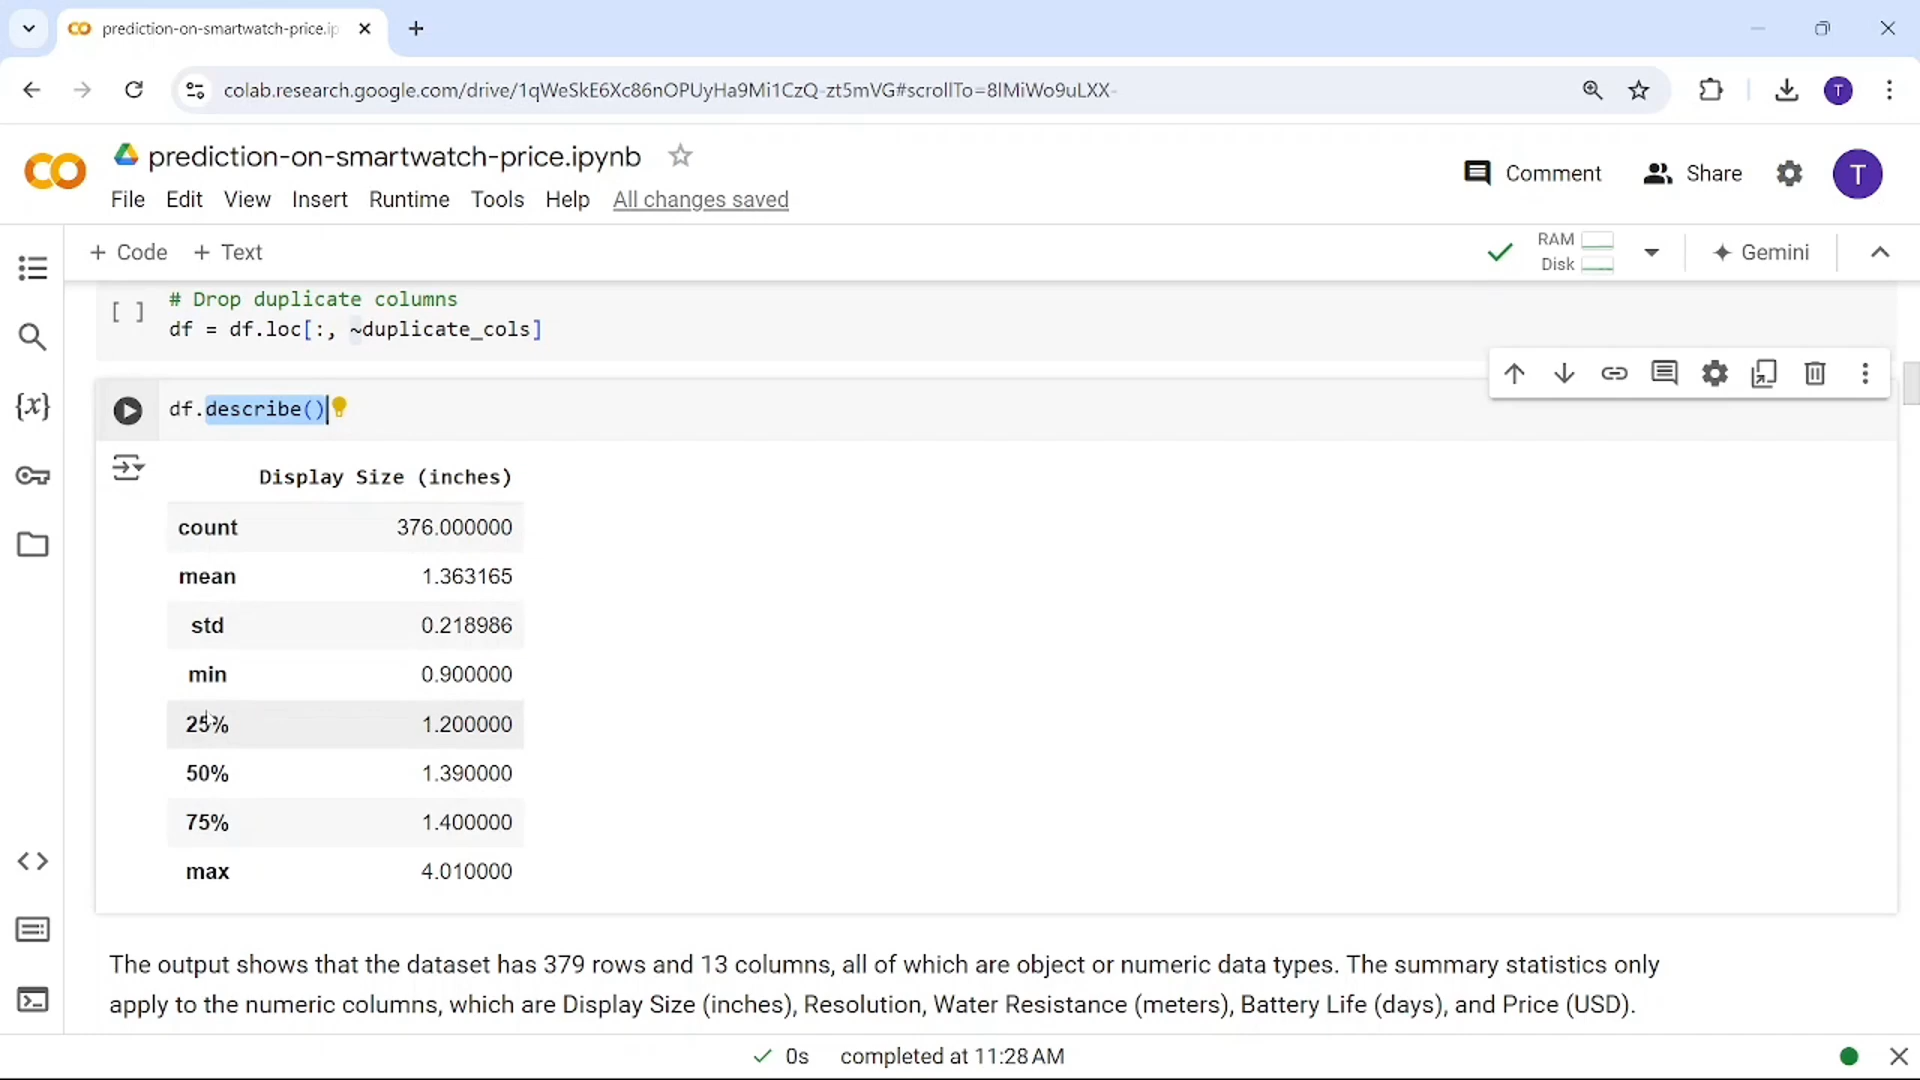 prediction-on-smartwatch-price.ip
colab.research.google.com/drive/1qWeSkE6Xc86nOPUyHa9Mi1CzQ-zt5mVG#scrollTo=8lMiWo9uLXX-
T
prediction-on-smartwatch-price.ipynb
Comment
Share
T
File Edit View Insert Runtime Tools Help All changes saved
+ Code + Text
RAM
Disk
Gemini
[ ]
# Drop duplicate columns
df = df.loc[:, ~duplicate_cols]
{x}
df.describe()
Display Size (inches)
count 376.000000
mean 1.363165
std 0.218986
min 0.900000
25% 1.200000
50% 1.390000
75% 1.400000
max 4.010000
The output shows that the dataset has 379 rows and 13 columns, all of which are object or numeric data types. The summary statistics only
apply to the numeric columns, which are Display Size (inches), Resolution, Water Resistance (meters), Battery Life (days), and Price (USD).
0s completed at 11:28 AM